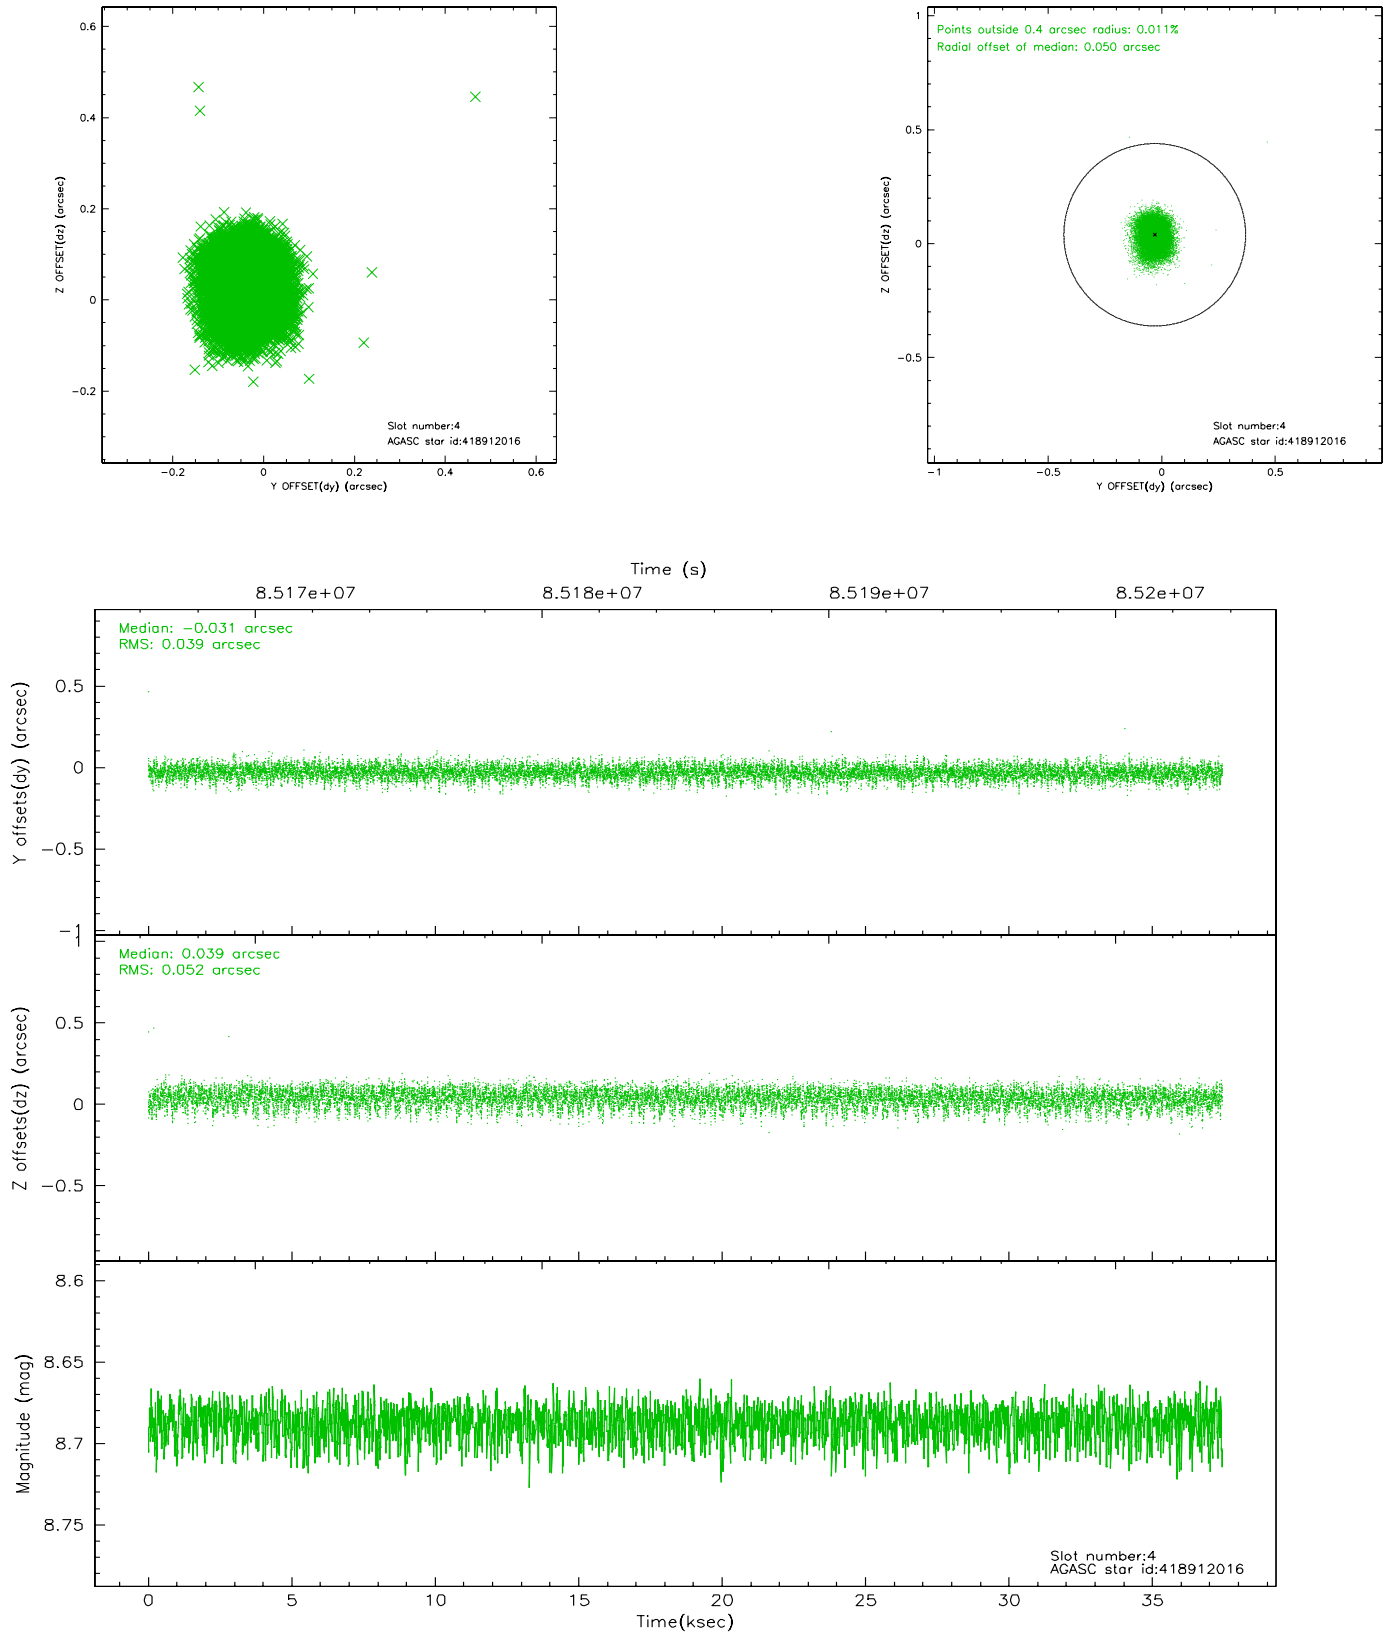 0.6
0.4
0.2
0
−0.2
Z OFFSET(dz) (arcsec)
Slot number:4
AGASC star id:418912016
−0.2 0 0.2 0.4 0.6
Y OFFSET(dy) (arcsec)
Points outside 0.4 arcsec radius: 0.011%
Radial offset of median: 0.050 arcsec
1
0.5
0
−0.5
Z OFFSET(dz) (arcsec)
Slot number:4
AGASC star id:418912016
−1 −0.5 0 0.5
Y OFFSET(dy) (arcsec)
Time (s)
8.517e+07 8.518e+07 8.519e+07 8.52e+07
Median: −0.031 arcsec
RMS: 0.039 arcsec
0.5
0
−0.5
−1
Y offsets(dy) (arcsec)
Median: 0.039 arcsec
RMS: 0.052 arcsec
1
0.5
0
−0.5
Z offsets(dz) (arcsec)
8.6
8.65
8.7
8.75
Magnitude (mag)
Slot number:4
AGASC star id:418912016
0 5 10 15 20 25 30 35
Time(ksec)